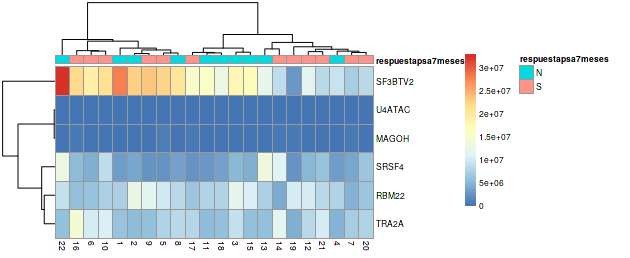 respuestapsa7meses
SF3BTV2
U4ATAC
MAGOH
SRSF4
RBM22
TRA2A
22 16 6 10 1 2 9 5 8 17 11 18 3 15 13 14 19 12 21 4 7 20
3e+07
2.5e+07
2e+07
1.5e+07
1e+07
5e+06
0
respuestapsa7meses
N
S